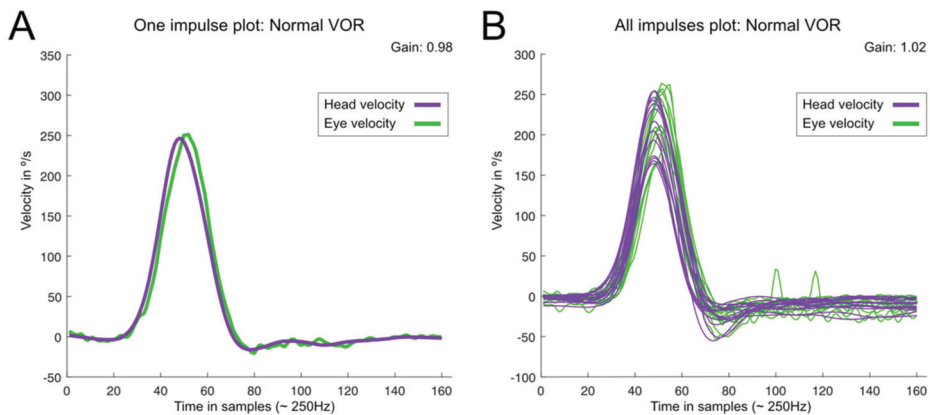 A
One impulse plot: Normal VOR
Gain: 0.98
350
300
250
200
150
100
50
0
-50
Velocity in º/s
Head velocity
Eye velocity
0 20 40 60 80 100 120 140 160
Time in samples (~ 250Hz)
B
All impulses plot: Normal VOR
Gain: 1.02
300
250
200
150
100
50
0
-50
-100
Velocity in º/s
Head velocity
Eye velocity
0 20 40 60 80 100 120 140 160
Time in samples (~ 250Hz)